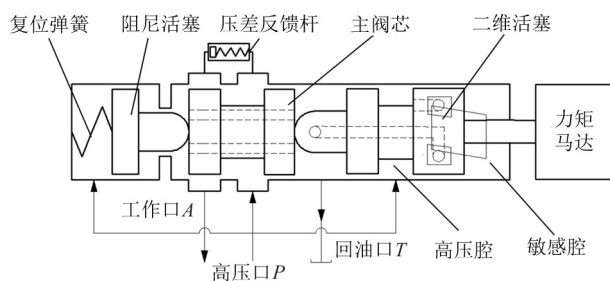 复位弹簧
阻尼活塞
压差反馈杆
主阀芯
二维活塞
力矩
马达
工作口A
高压口P
回油口T
高压腔
敏感腔